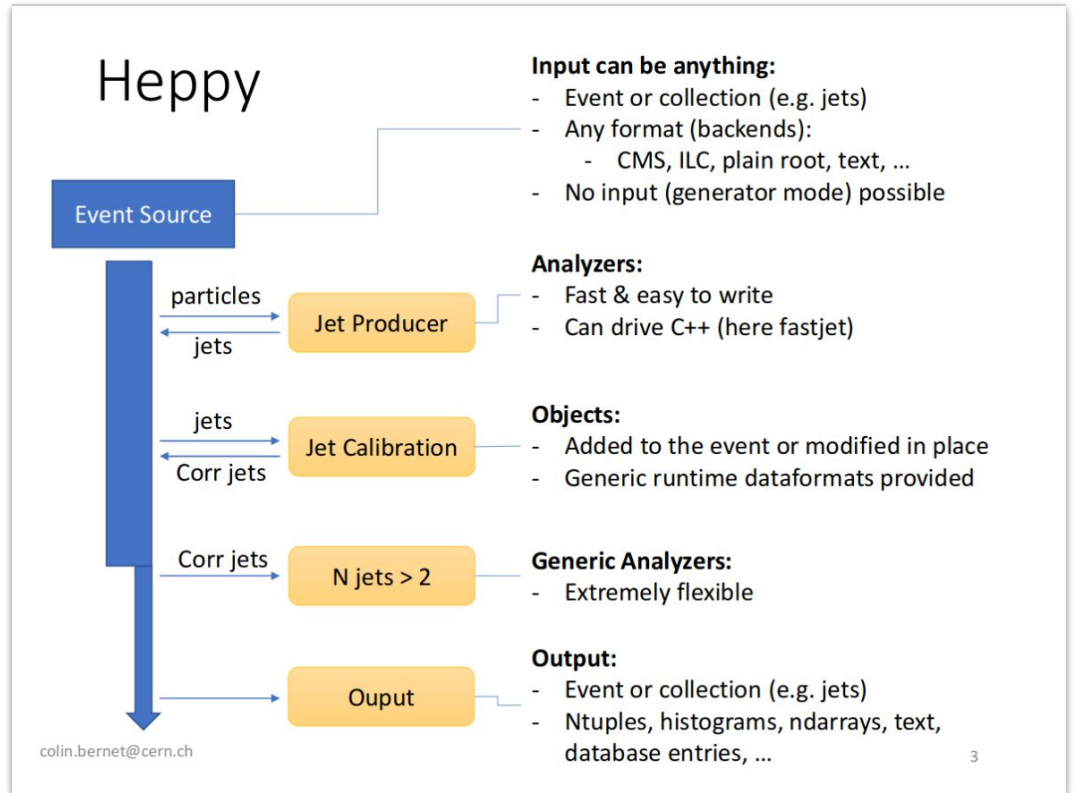 Heppy
Input can be anything:
- Event or collection (e.g. jets)
- Any format (backends):
- CMS, ILC, plain root, text, ...
- No input (generator mode) possible
Event Source
Analyzers:
- Fast & easy to write
- Can drive C++ (here fastjet)
particles
jets
Jet Producer
Objects:
- Added to the event or modified in place
- Generic runtime dataformats provided
jets
Corr jets
Jet Calibration
Generic Analyzers:
- Extremely flexible
Corr jets
N jets > 2
Output:
- Event or collection (e.g. jets)
- Ntuples, histograms, ndarrays, text,
database entries, ...
Ouput
colin.bernet@cern.ch
3